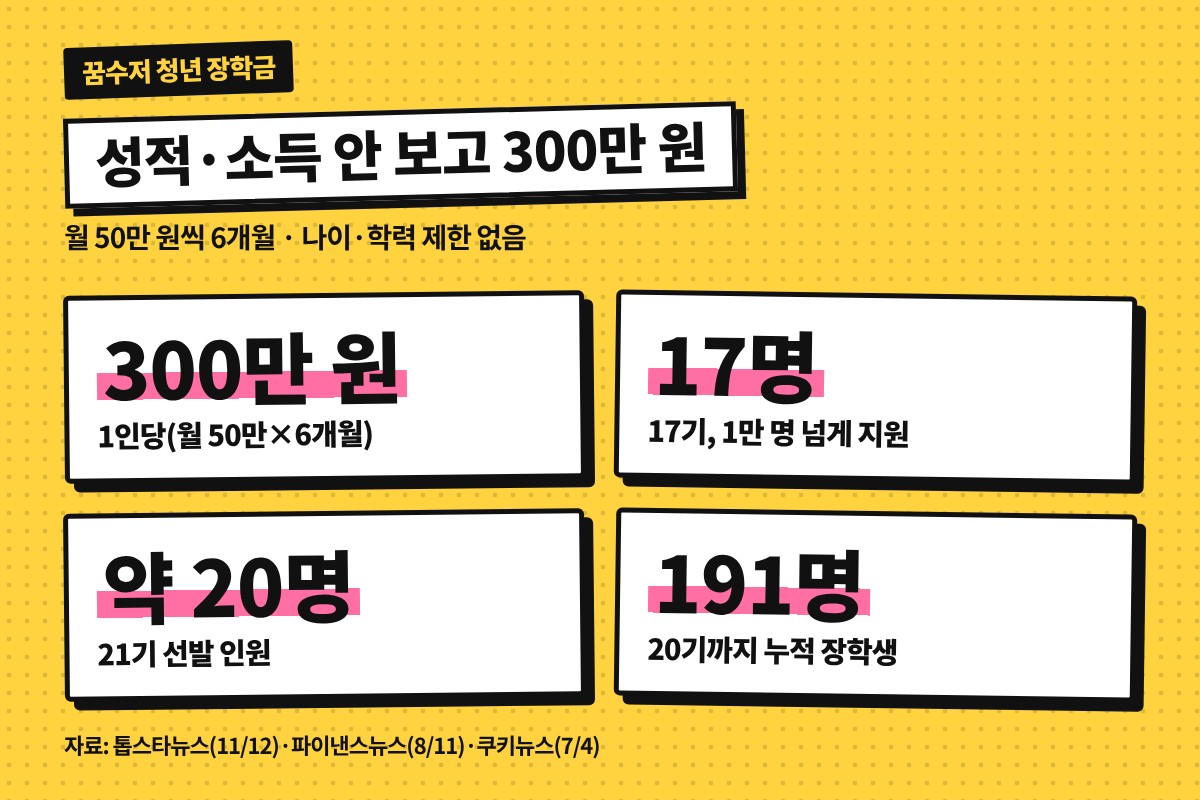 꿈수저 청년 장학금
성적·소득 안 보고 300만 원
월 50만 원씩 6개월 · 나이·학력 제한 없음
300만 원
1인당(월 50만×6개월)
17명
17기, 1만 명 넘게 지원
약 20명
21기 선발 인원
191명
20기까지 누적 장학생
자료: 톱스타뉴스(11/12)·파이낸스뉴스(8/11)·쿠키뉴스(7/4)